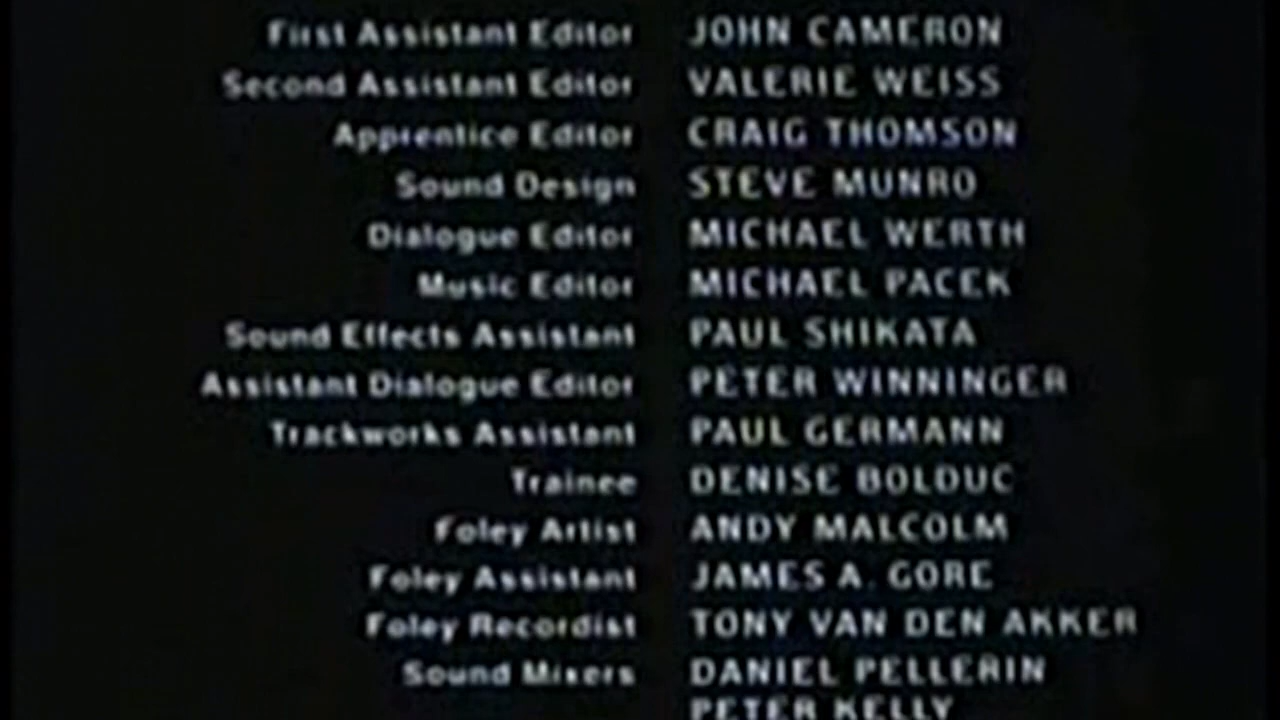 First Assistant Editor JOHN CAMERON
Second Assistant Editor VALERIE WEISS
Apprentice Editor CRAIG THOMSON
Sound Design STEVE MUNRO
Dialogue Editor MICHAEL WERTH
Music Editor MICHAEL PACEK
Sound Effects Assistant PAUL SHIKATA
Assistant Dialogue Editor PETER WINNINGER
Trackworks Assistant PAUL GERMANN
Trainee DENISE BOLDUC
Foley Artist ANDY MALCOLM
Foley Assistant JAMES A. GORE
Foley Recordist TONY VAN DEN AKKER
Sound Mixers DANIEL PELLERIN
PETER KELLY